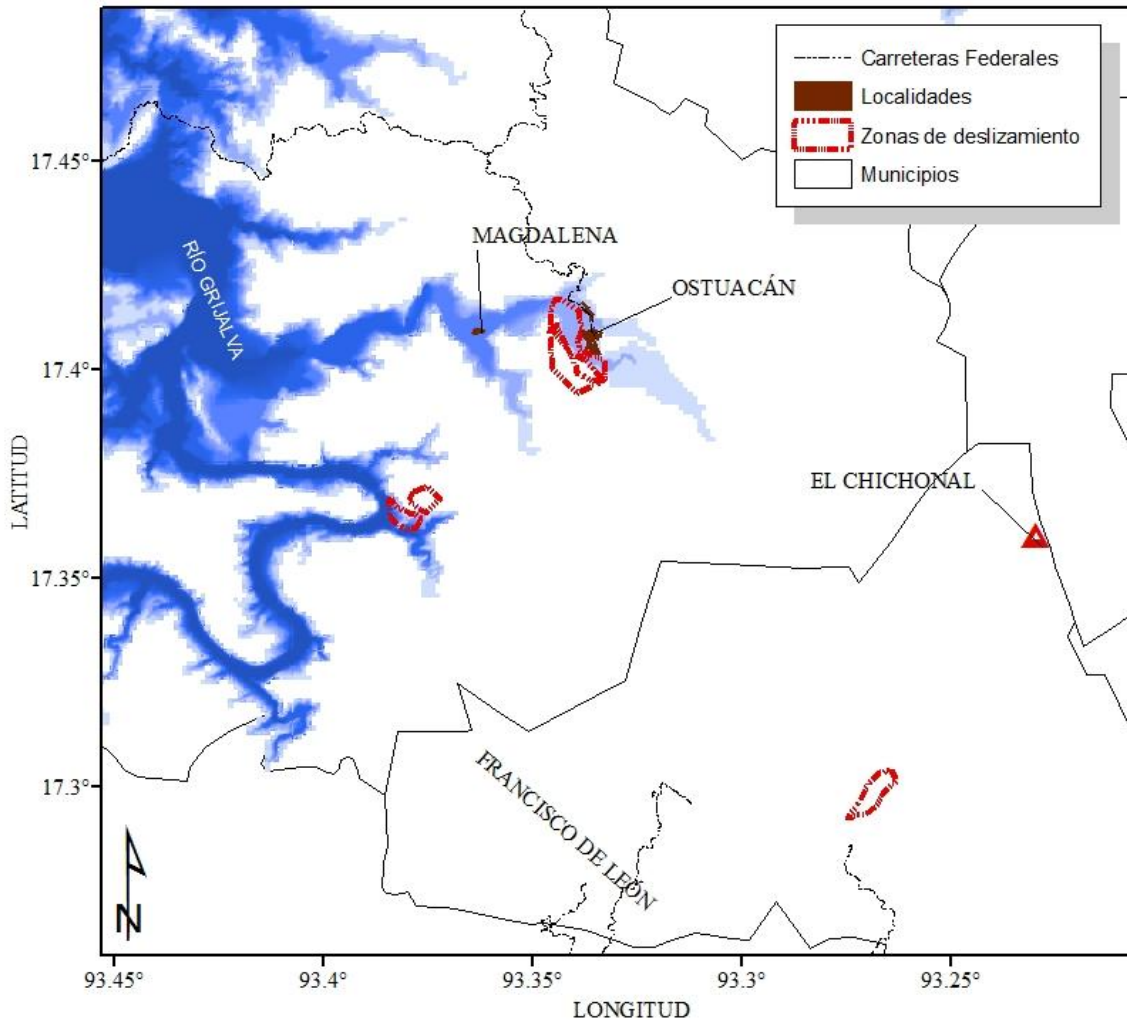 Carreteras Federales
Localidades
Zonas de deslizamiento
Municipios
17.45°
MAGDALENA
RÍO GRIJALVA
OSTUACÁN
17.4°
EL CHICHONAL
LATITUD
17.35°
17.3°
FRANCISCO DE LEÓN
N
93.45°
93.4°
93.35°
93.3°
93.25°
LONGITUD